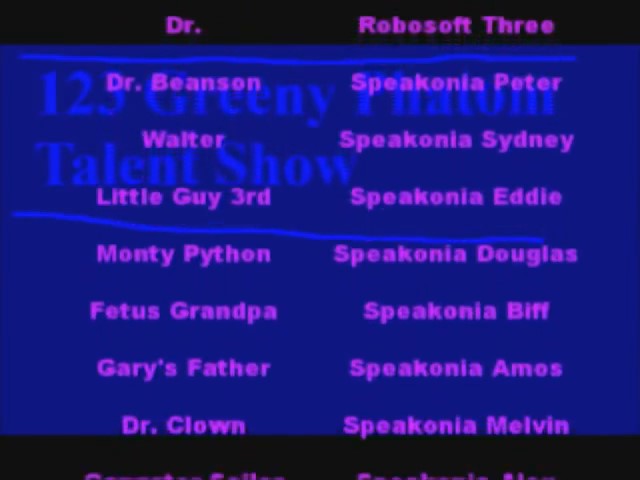 Dr. Robosoft Three
123 Greeny Phatom
Dr. Beanson Speakonia Peter
Walter Speakonia Sydney
Talent Show
Little Guy 3rd Speakonia Eddie
Monty Python Speakonia Douglas
Fetus Grandpa Speakonia Biff
Gary's Father Speakonia Amos
Dr. Clown Speakonia Melvin